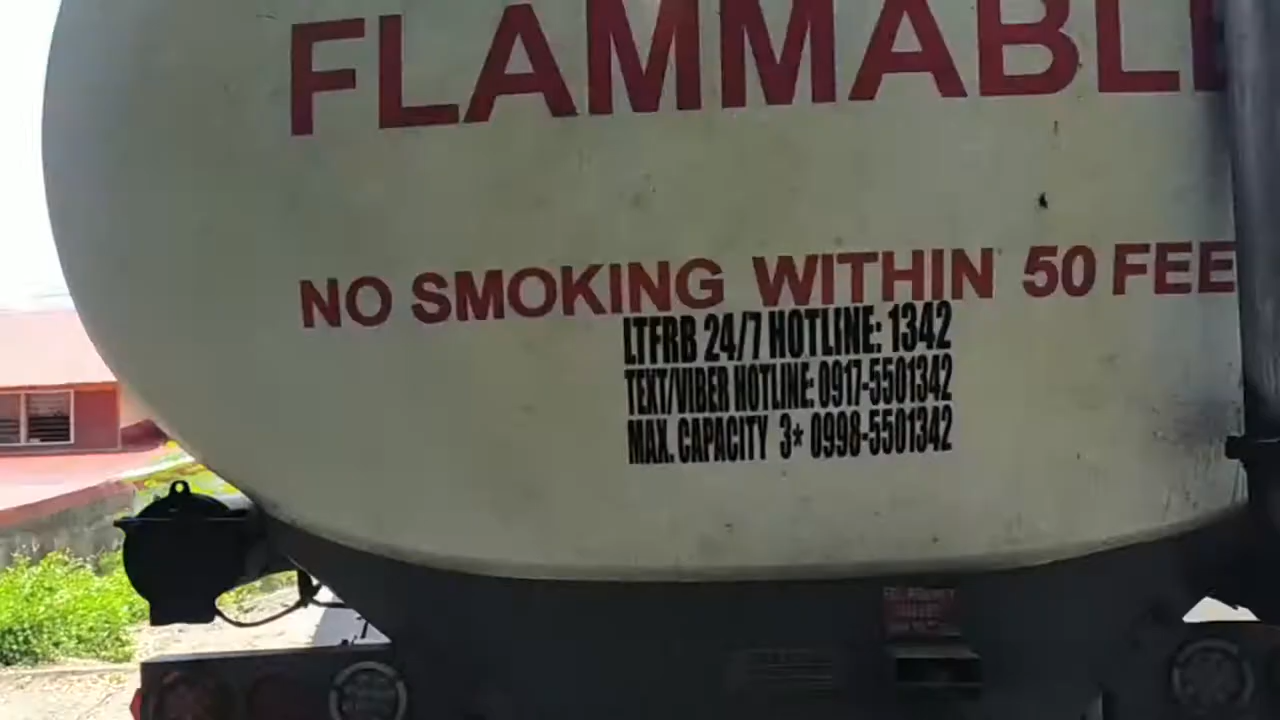 FLAMMABLE
NO SMOKING WITHIN 50 FEE
LTFRB 24/7 HOTLINE: 1342
TEXT/VIBER HOTLINE: 0917-5501342
MAX. CAPACITY 3* 0998-5501342